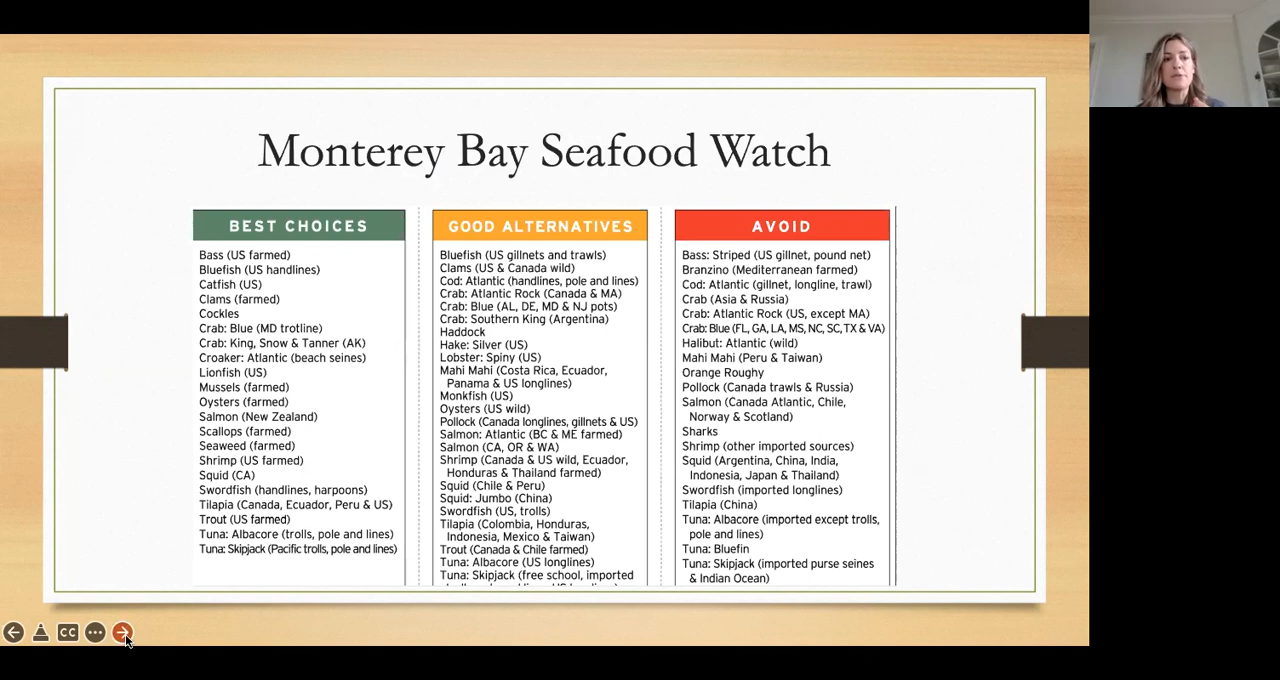 Monterey Bay Seafood Watch
BEST CHOICES
Bass (US farmed)
Bluefish (US handlines)
Catfish (US)
Clams (farmed)
Cockles
Crab: Blue (MD trotline)
Crab: King, Snow & Tanner (AK)
Croaker: Atlantic (beach seines)
Lionfish (US)
Mussels (farmed)
Oysters (farmed)
Salmon (New Zealand)
Scallops (farmed)
Seaweed (farmed)
Shrimp (US farmed)
Squid (CA)
Swordfish (handlines, harpoons)
Tilapia (Canada, Ecuador, Peru & US)
Trout (US farmed)
Tuna: Albacore (trolls, pole and lines)
Tuna: Skipjack (Pacific trolls, pole and lines)
GOOD ALTERNATIVES
Bluefish (US gillnets and trawls)
Clams (US & Canada wild)
Cod: Atlantic (handlines, pole and lines)
Crab: Atlantic Rock (Canada & MA)
Crab: Blue (AL, DE, MD & NJ pots)
Crab: Southern King (Argentina)
Haddock
Hake: Silver (US)
Lobster: Spiny (US)
Mahi Mahi (Costa Rica, Ecuador,
Panama & US longlines)
Monkfish (US)
Oysters (US wild)
Pollock (Canada longlines, gillnets & US)
Salmon: Atlantic (BC & ME farmed)
Salmon (CA, OR & WA)
Shrimp (Canada & US wild, Ecuador,
Honduras & Thailand farmed)
Squid (Chile & Peru)
Squid: Jumbo (China)
Swordfish (US, trolls)
Tilapia (Colombia, Honduras,
Indonesia, Mexico & Taiwan)
Trout (Canada & Chile farmed)
Tuna: Albacore (US longlines)
Tuna: Skipjack (free school, imported
AVOID
Bass: Striped (US gillnet, pound net)
Branzino (Mediterranean farmed)
Cod: Atlantic (gillnet, longline, trawl)
Crab (Asia & Russia)
Crab: Atlantic Rock (US, except MA)
Crab: Blue (FL, GA, LA, MS, NC, SC, TX & VA)
Halibut: Atlantic (wild)
Mahi Mahi (Peru & Taiwan)
Orange Roughy
Pollock (Canada trawls & Russia)
Salmon (Canada Atlantic, Chile,
Norway & Scotland)
Sharks
Shrimp (other imported sources)
Squid (Argentina, China, India,
Indonesia, Japan & Thailand)
Swordfish (imported longlines)
Tilapia (China)
Tuna: Albacore (imported except trolls,
pole and lines)
Tuna: Bluefin
Tuna: Skipjack (imported purse seines
& Indian Ocean)
CC